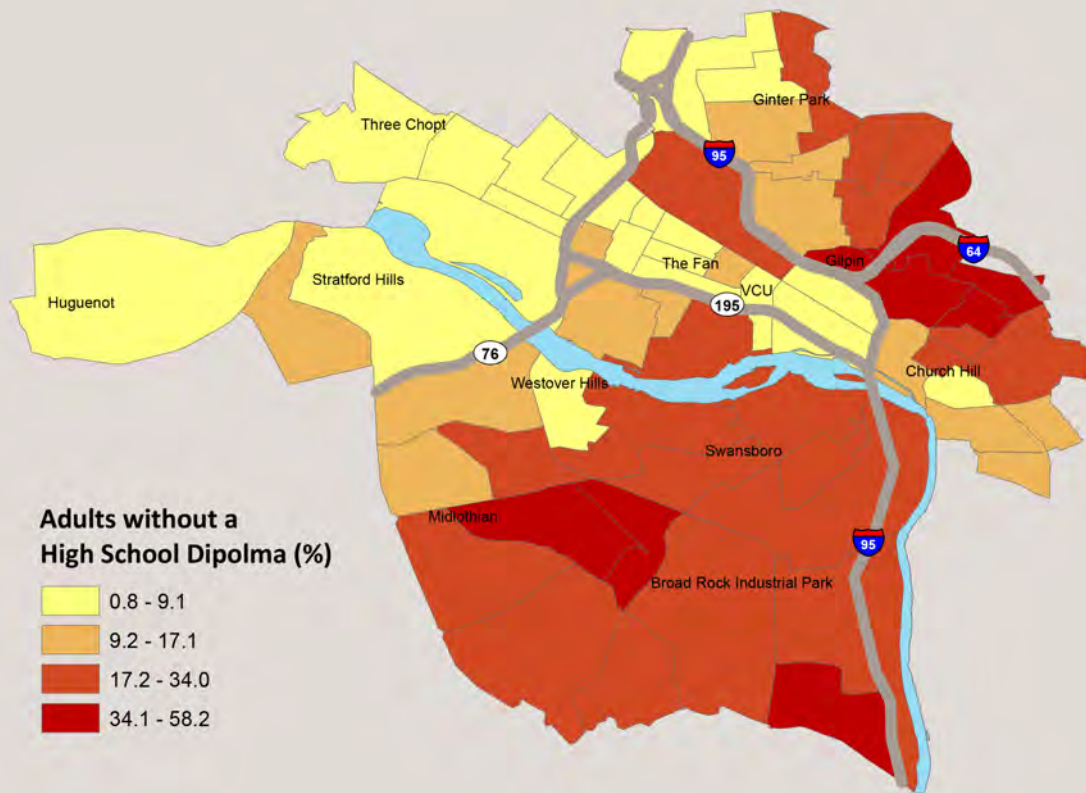 Ginter Park
Three Chopt
95
64
Gilpin
The Fan
Stratford Hills
VCU
Huguenot
195
76
Church Hill
Westover Hills
Swansboro
Midlothian
95
Broad Rock Industrial Park
Adults without a
High School Dipolma (%)
0.8 - 9.1
9.2 - 17.1
17.2 - 34.0
34.1 - 58.2